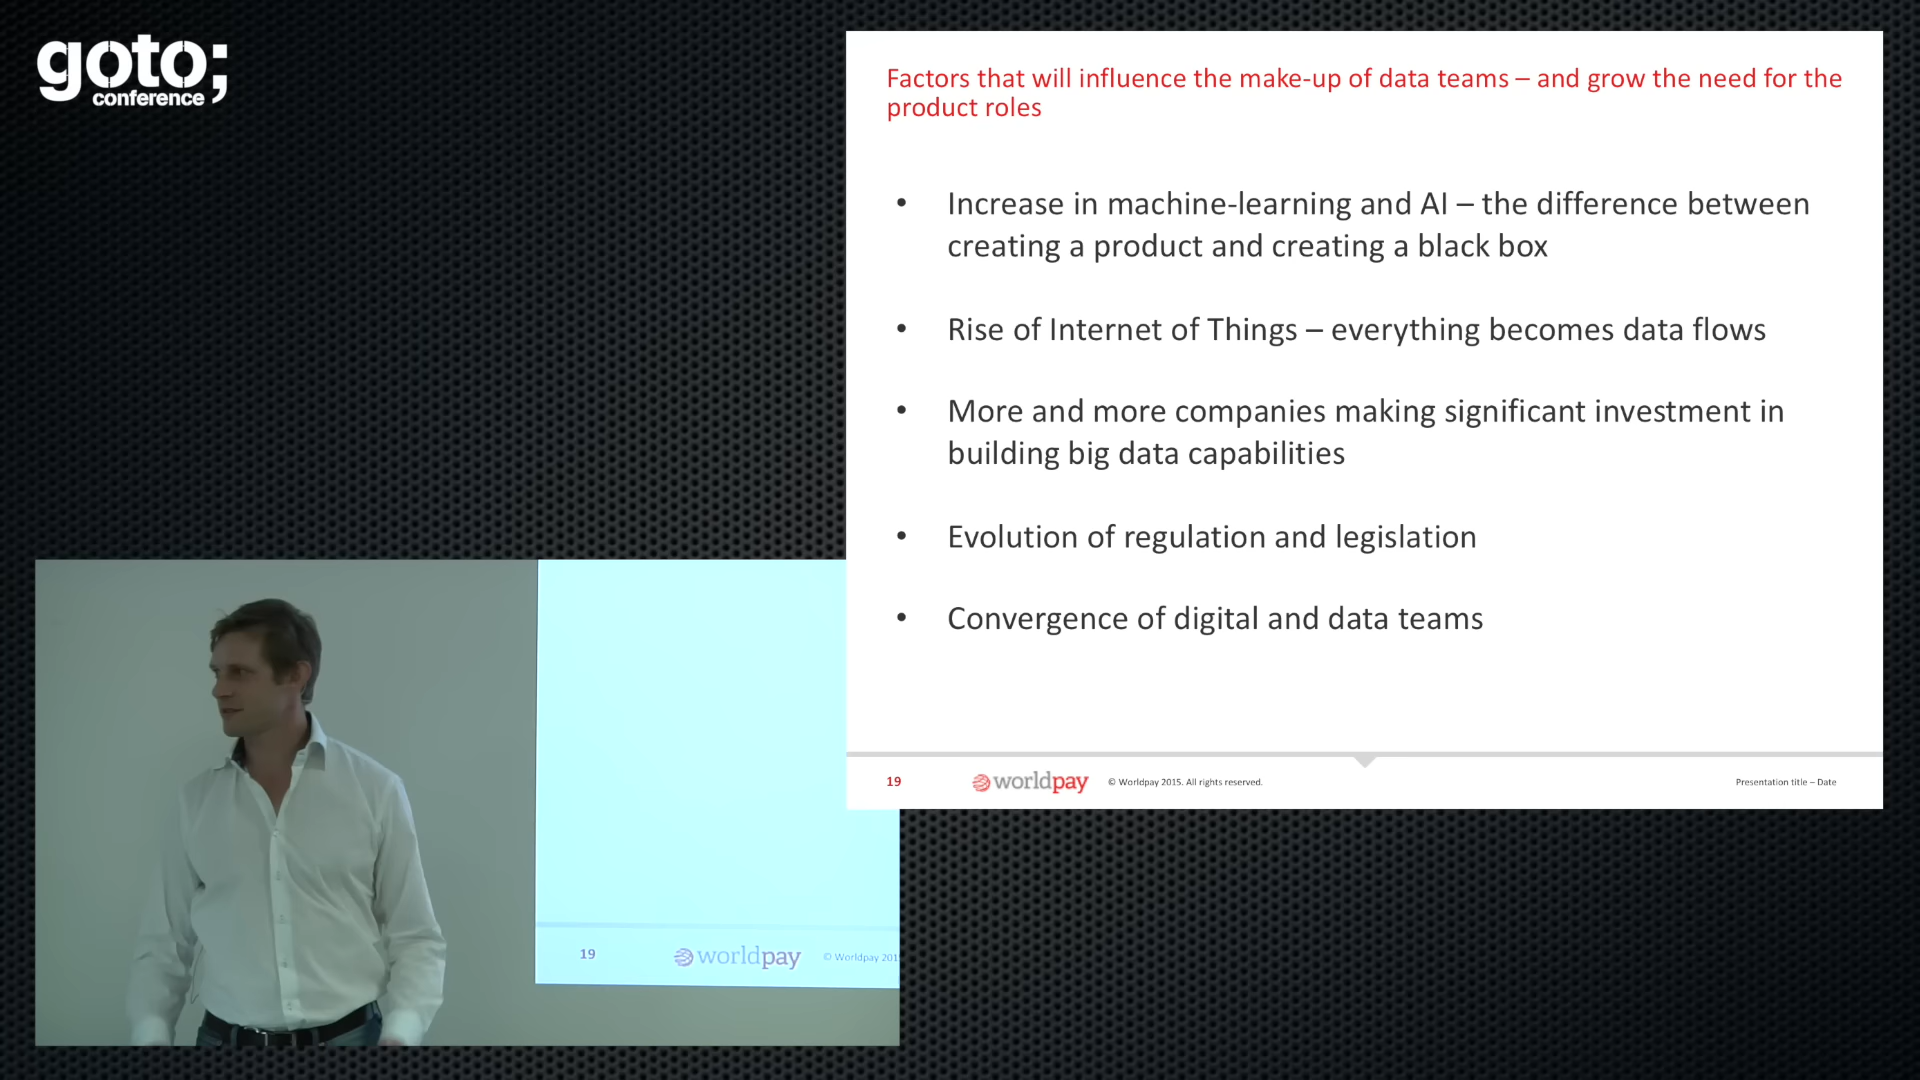 goto;
conference
Factors that will influence the make-up of data teams – and grow the need for the
product roles
• Increase in machine-learning and AI – the difference between
creating a product and creating a black box
• Rise of Internet of Things – everything becomes data flows
• More and more companies making significant investment in
building big data capabilities
• Evolution of regulation and legislation
• Convergence of digital and data teams
19 worldpay © Worldpay 2015. All rights reserved. Presentation title – Date
19 worldpay © Worldpay 201